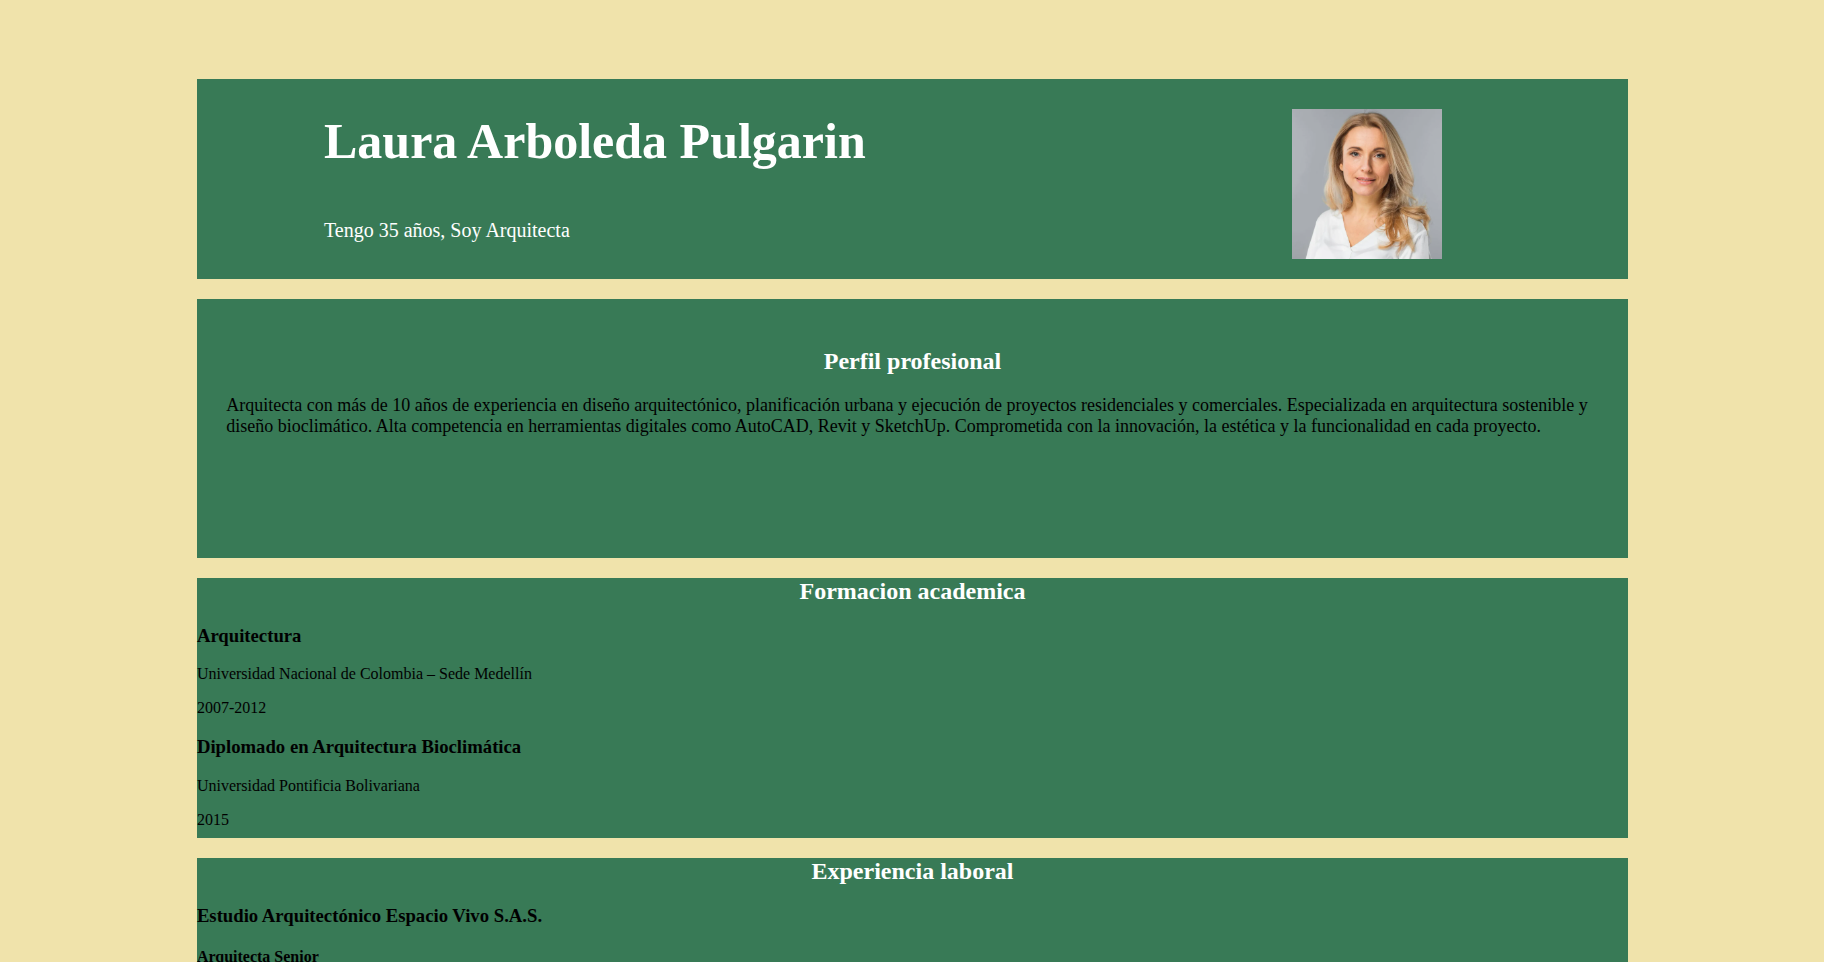 Laura Arboleda Pulgarin
Tengo 35 años, Soy Arquitecta
Perfil profesional
Arquitecta con más de 10 años de experiencia en diseño arquitectónico, planificación urbana y ejecución de proyectos residenciales y comerciales. Especializada en arquitectura sostenible y
diseño bioclimático. Alta competencia en herramientas digitales como AutoCAD, Revit y SketchUp. Comprometida con la innovación, la estética y la funcionalidad en cada proyecto.
Formacion academica
Arquitectura
Universidad Nacional de Colombia – Sede Medellín
2007-2012
Diplomado en Arquitectura Bioclimática
Universidad Pontificia Bolivariana
2015
Experiencia laboral
Estudio Arquitectónico Espacio Vivo S.A.S.
Arquitecta Senior